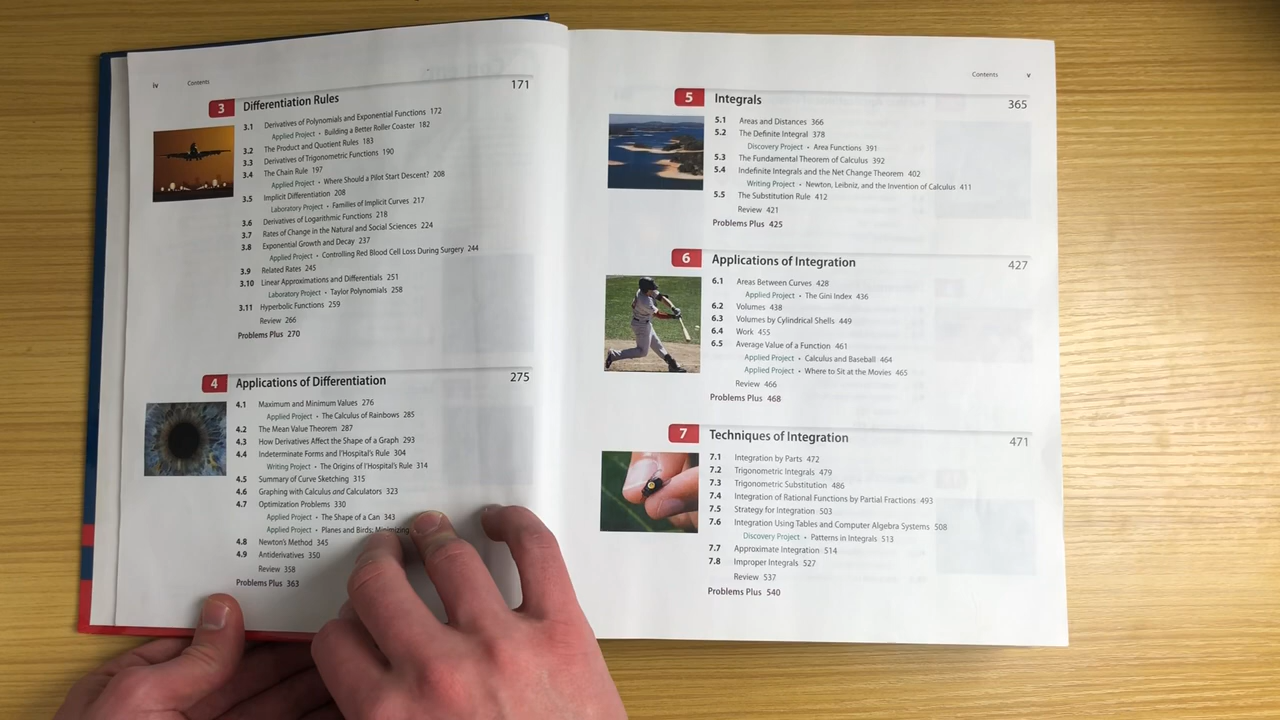 iv Contents
3 Differentiation Rules 171
3.1 Derivatives of Polynomials and Exponential Functions 172
Applied Project • Building a Better Roller Coaster 182
3.2 The Product and Quotient Rules 183
3.3 Derivatives of Trigonometric Functions 190
3.4 The Chain Rule 197
Applied Project • Where Should a Pilot Start Descent? 208
3.5 Implicit Differentiation 208
Laboratory Project • Families of Implicit Curves 217
3.6 Derivatives of Logarithmic Functions 218
3.7 Rates of Change in the Natural and Social Sciences 224
3.8 Exponential Growth and Decay 237
Applied Project • Controlling Red Blood Cell Loss During Surgery 244
3.9 Related Rates 245
3.10 Linear Approximations and Differentials 251
Laboratory Project • Taylor Polynomials 258
3.11 Hyperbolic Functions 259
Review 266
Problems Plus 270
4 Applications of Differentiation 275
4.1 Maximum and Minimum Values 276
Applied Project • The Calculus of Rainbows 285
4.2 The Mean Value Theorem 287
4.3 How Derivatives Affect the Shape of a Graph 293
4.4 Indeterminate Forms and l'Hospital's Rule 304
Writing Project • The Origins of l'Hospital's Rule 314
4.5 Summary of Curve Sketching 315
4.6 Graphing with Calculus and Calculators 323
4.7 Optimization Problems 330
Applied Project • The Shape of a Can 343
Applied Project • Planes and Birds: Minimizing
4.8 Newton's Method 345
4.9 Antiderivatives 350
Review 358
Problems Plus 363
Contents v
5 Integrals 365
5.1 Areas and Distances 366
5.2 The Definite Integral 378
Discovery Project • Area Functions 391
5.3 The Fundamental Theorem of Calculus 392
5.4 Indefinite Integrals and the Net Change Theorem 402
Writing Project • Newton, Leibniz, and the Invention of Calculus 411
5.5 The Substitution Rule 412
Review 421
Problems Plus 425
6 Applications of Integration 427
6.1 Areas Between Curves 428
Applied Project • The Gini Index 436
6.2 Volumes 438
6.3 Volumes by Cylindrical Shells 449
6.4 Work 455
6.5 Average Value of a Function 461
Applied Project • Calculus and Baseball 464
Applied Project • Where to Sit at the Movies 465
Review 466
Problems Plus 468
7 Techniques of Integration 471
7.1 Integration by Parts 472
7.2 Trigonometric Integrals 479
7.3 Trigonometric Substitution 486
7.4 Integration of Rational Functions by Partial Fractions 493
7.5 Strategy for Integration 503
7.6 Integration Using Tables and Computer Algebra Systems 508
Discovery Project • Patterns in Integrals 513
7.7 Approximate Integration 514
7.8 Improper Integrals 527
Review 537
Problems Plus 540